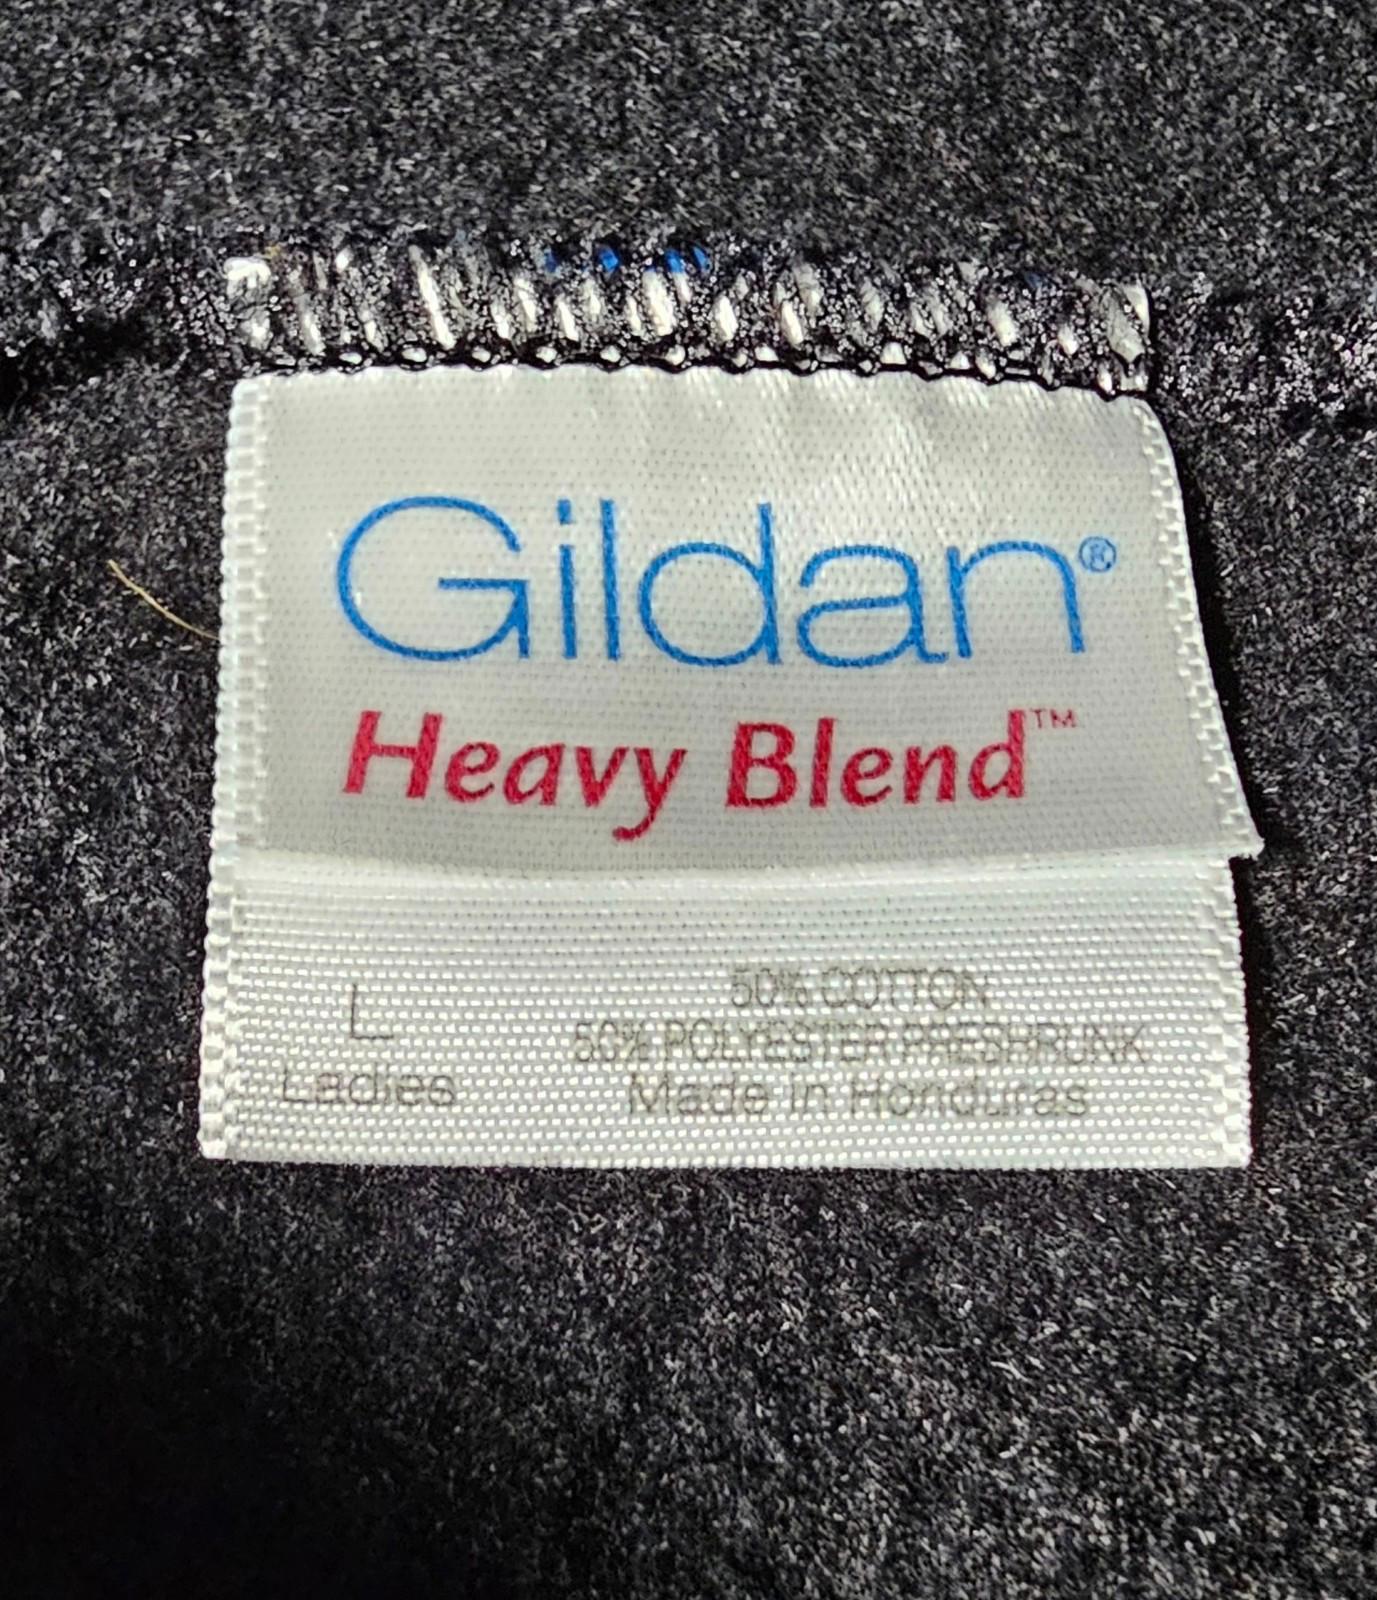 Gildan®
Heavy Blend™
L
Ladies
50% COTTON
50% POLYESTER PRESHRUNK
Made in Honduras